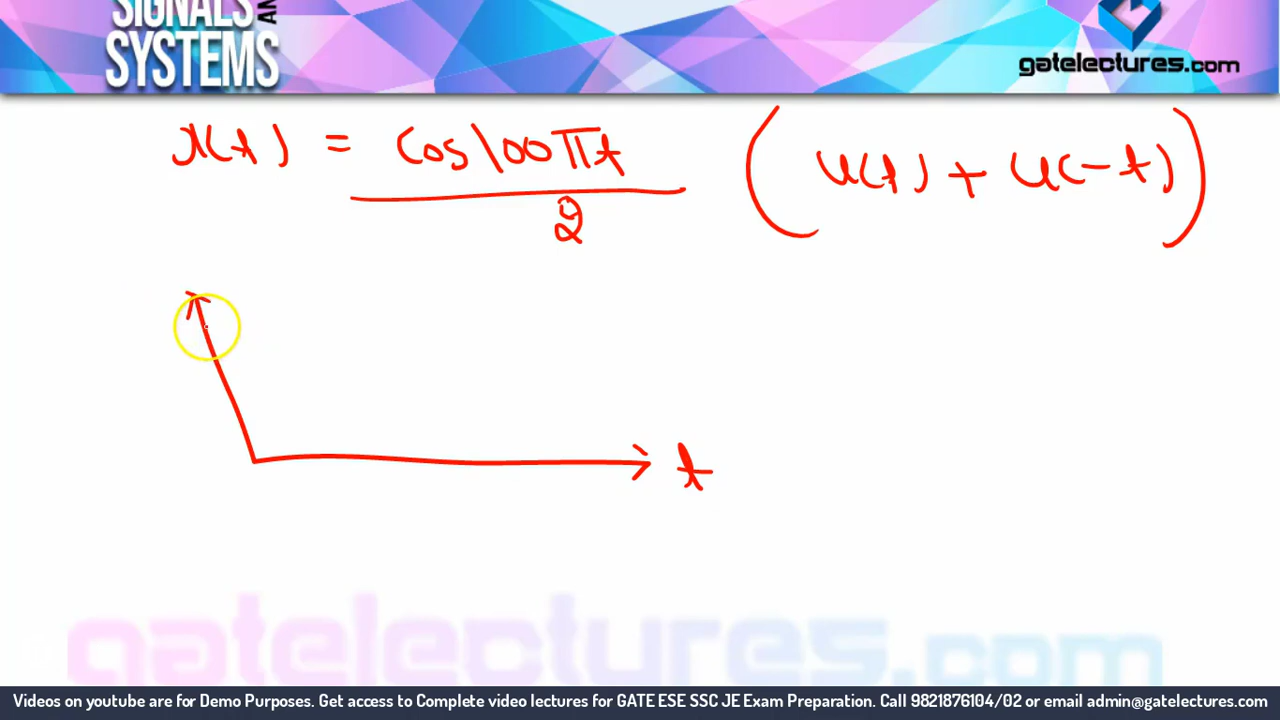 SIGNALS AND
SYSTEMS
gatelectures.com
x(t) = cos100πt / 2 (u(t) + u(-t))
t
gatelectures.com
Videos on youtube are for Demo Purposes. Get access to Complete video lectures for GATE ESE SSC JE Exam Preparation. Call 9821876104/02 or email admin@gatelectures.com